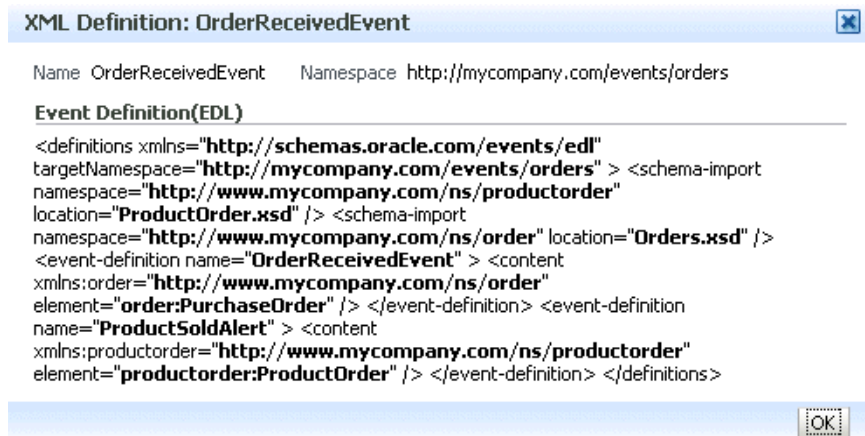 XML Definition: OrderReceivedEvent
Name OrderReceivedEvent Namespace http://mycompany.com/events/orders
Event Definition(EDL)
<definitions xmlns="http://schemas.oracle.com/events/edl"
targetNamespace="http://mycompany.com/events/orders" > <schema-import
namespace="http://www.mycompany.com/ns/productorder"
location="ProductOrder.xsd" /> <schema-import
namespace="http://www.mycompany.com/ns/order" location="Orders.xsd" />
<event-definition name="OrderReceivedEvent" > <content
xmlns:order="http://www.mycompany.com/ns/order"
element="order:PurchaseOrder" /> </event-definition> <event-definition
name="ProductSoldAlert" > <content
xmlns:productorder="http://www.mycompany.com/ns/productorder"
element="productorder:ProductOrder" /> </event-definition> </definitions>
OK